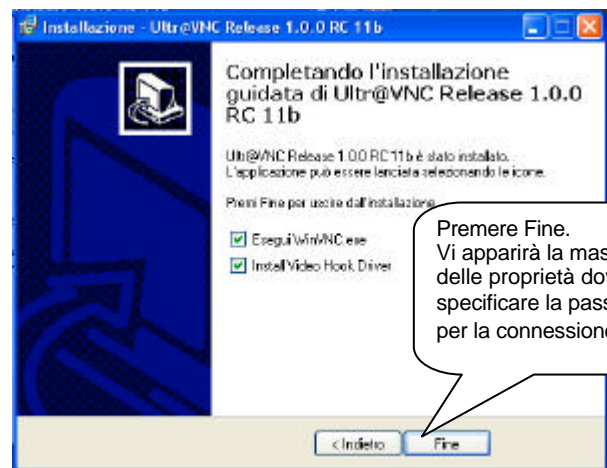 Installazione - Ultr@VNC Release 1.0.0 RC 11b
Completando l'installazione
guidata di Ultr@VNC Release 1.0.0
RC 11b
Ultr@VNC Release 1.0.0 RC 11b è stato installato.
L'applicazione può essere lanciata selezionando le icone.
Premi Fine per uscire dall'installazione.
Esegui WinVNC.exe
Install Video Hook Driver
Premere Fine.
Vi apparirà la mas
delle proprietà dov
specificare la pass
per la connessione
< Indietro
Fine